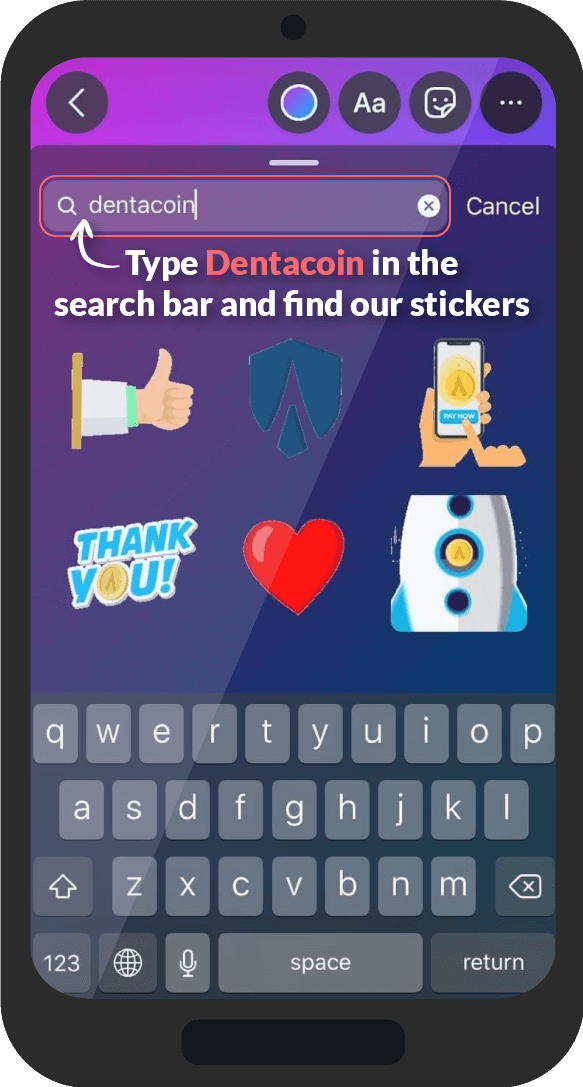 Aa
dentacoin
Cancel
Type Dentacoin in the
search bar and find our stickers
PAY NOW
THANK
YOU!
q w e r t y u i o p
a s d f g h j k l
z x c v b n m
123 space return